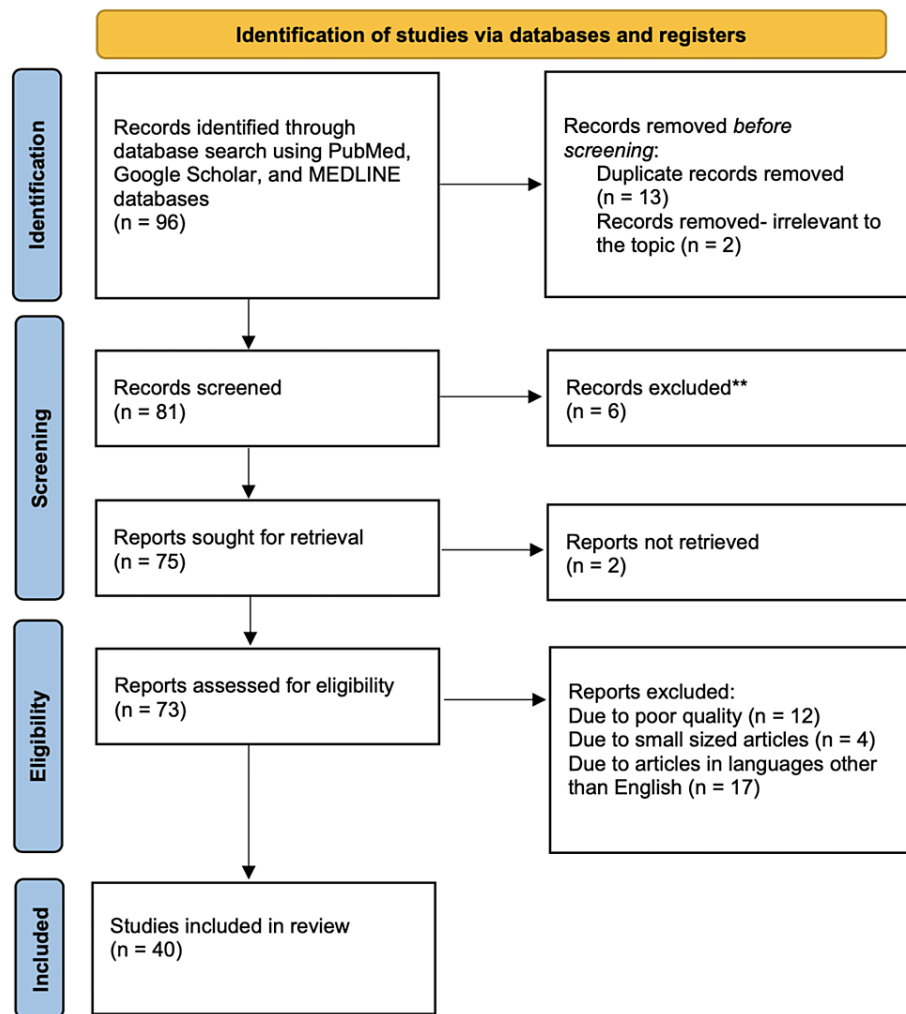 Identification of studies via databases and registers
Identification
Records identified through
database search using PubMed,
Google Scholar, and MEDLINE
databases
(n = 96)
Records removed before
screening:
Duplicate records removed
(n = 13)
Records removed- irrelevant to
the topic (n = 2)
Screening
Records screened
(n = 81)
Records excluded**
(n = 6)
Reports sought for retrieval
(n = 75)
Reports not retrieved
(n = 2)
Eligibility
Reports assessed for eligibility
(n = 73)
Reports excluded:
Due to poor quality (n = 12)
Due to small sized articles (n = 4)
Due to articles in languages other
than English (n = 17)
Included
Studies included in review
(n = 40)